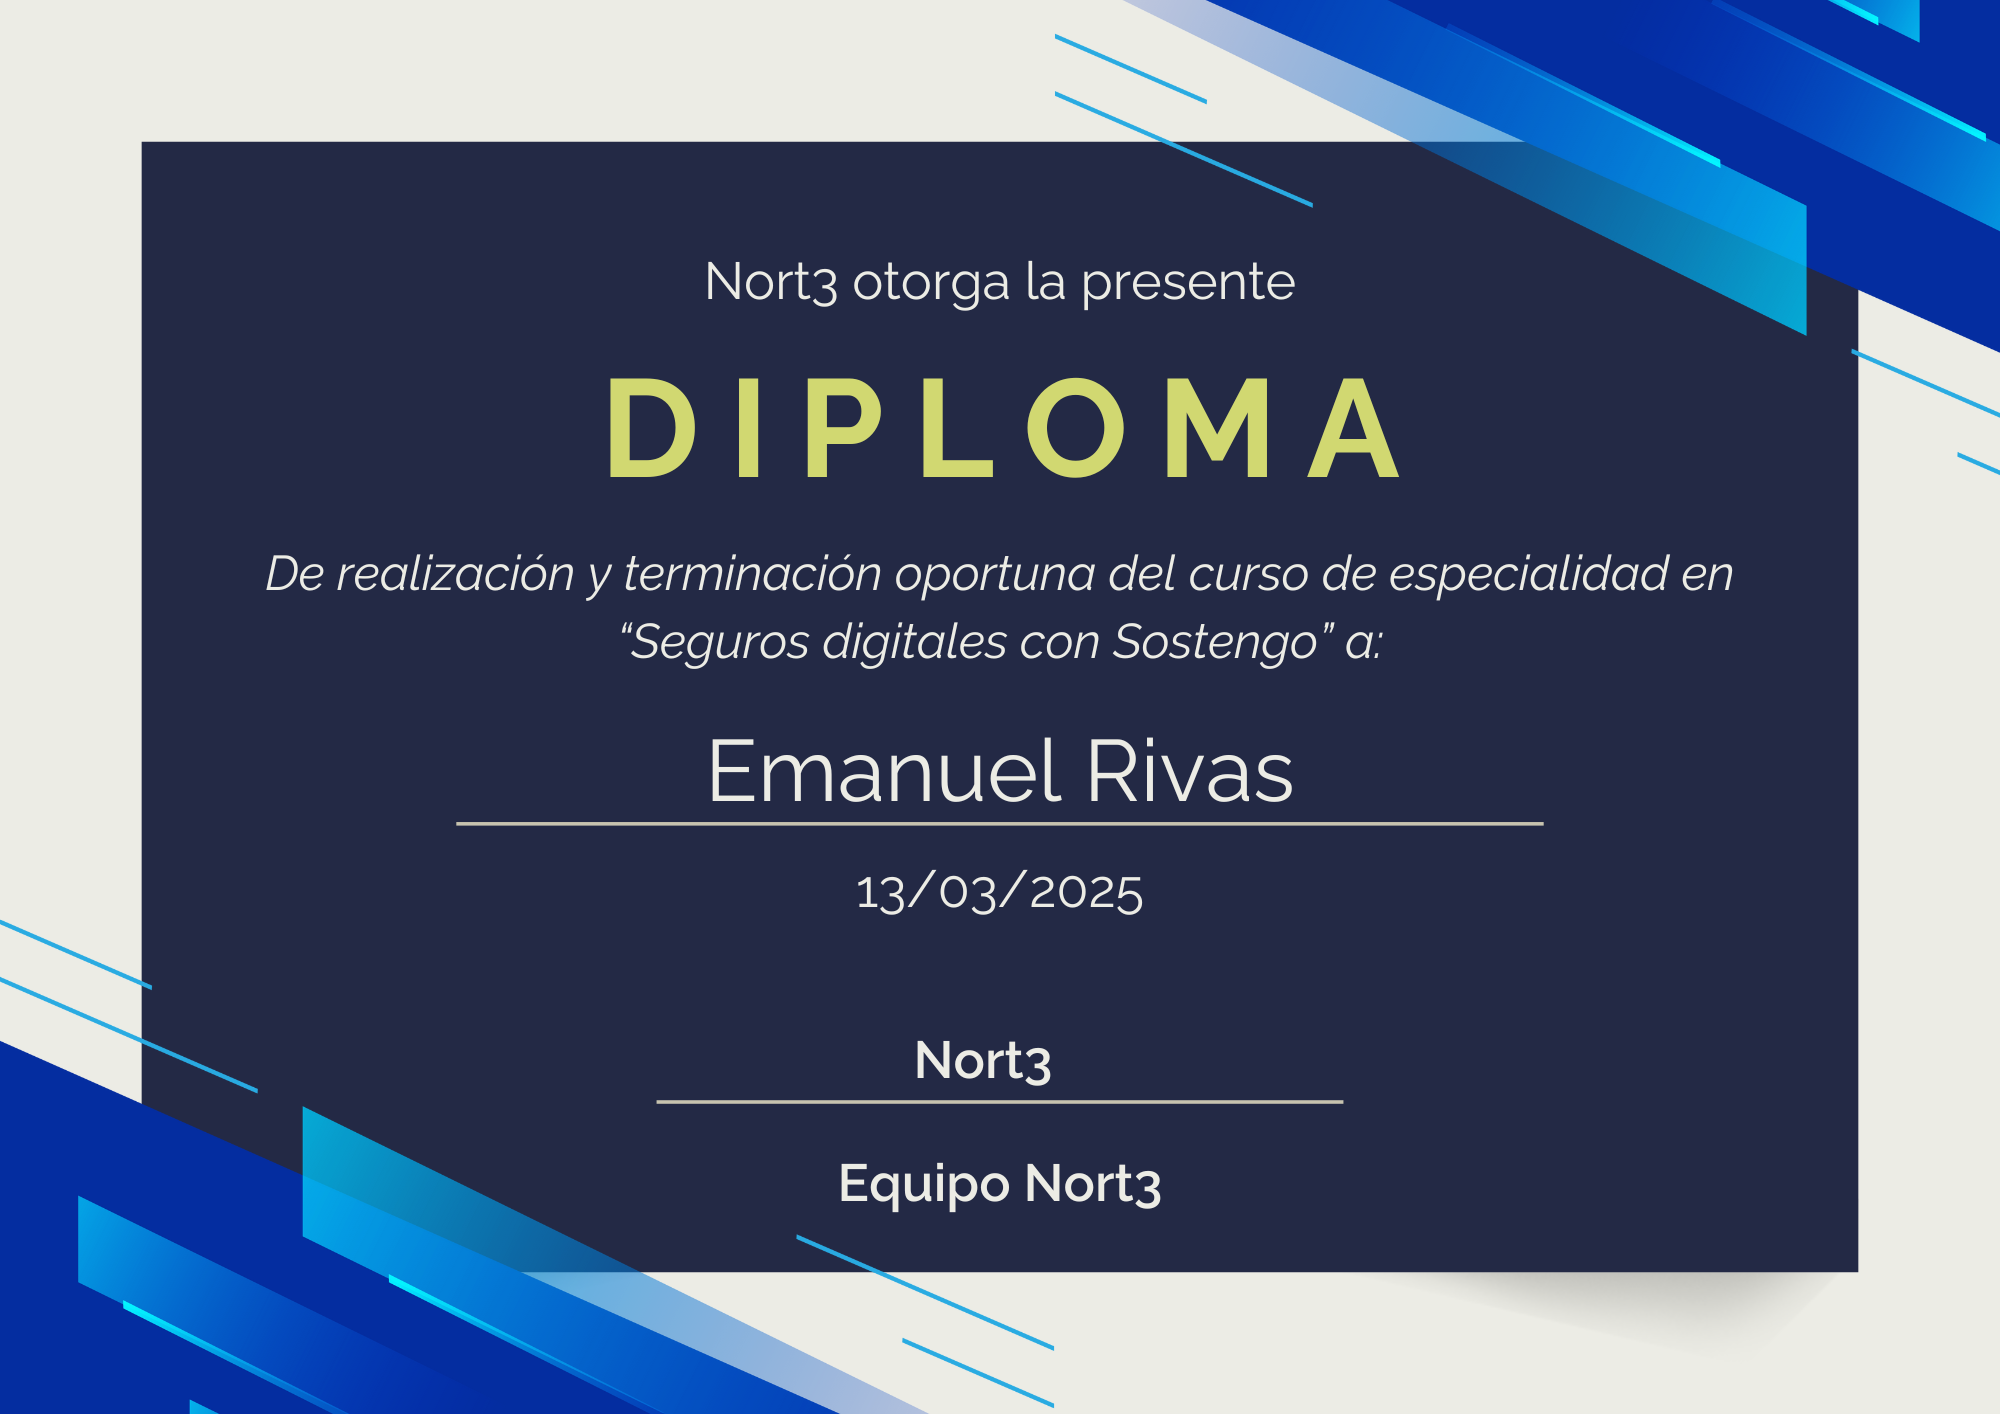 Nort3 otorga la presente
DIPLOMA
De realización y terminación oportuna del curso de especialidad en
“Seguros digitales con Sostengo” a:
Emanuel Rivas
13/03/2025
Nort3
Equipo Nort3